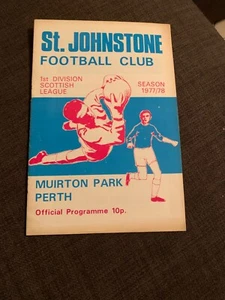 St. JOHNSTONE
FOOTBALL CLUB
1st DIVISION
SCOTTISH
LEAGUE
SEASON
1977/78
MUIRTON PARK
PERTH
Official Programme 10p.